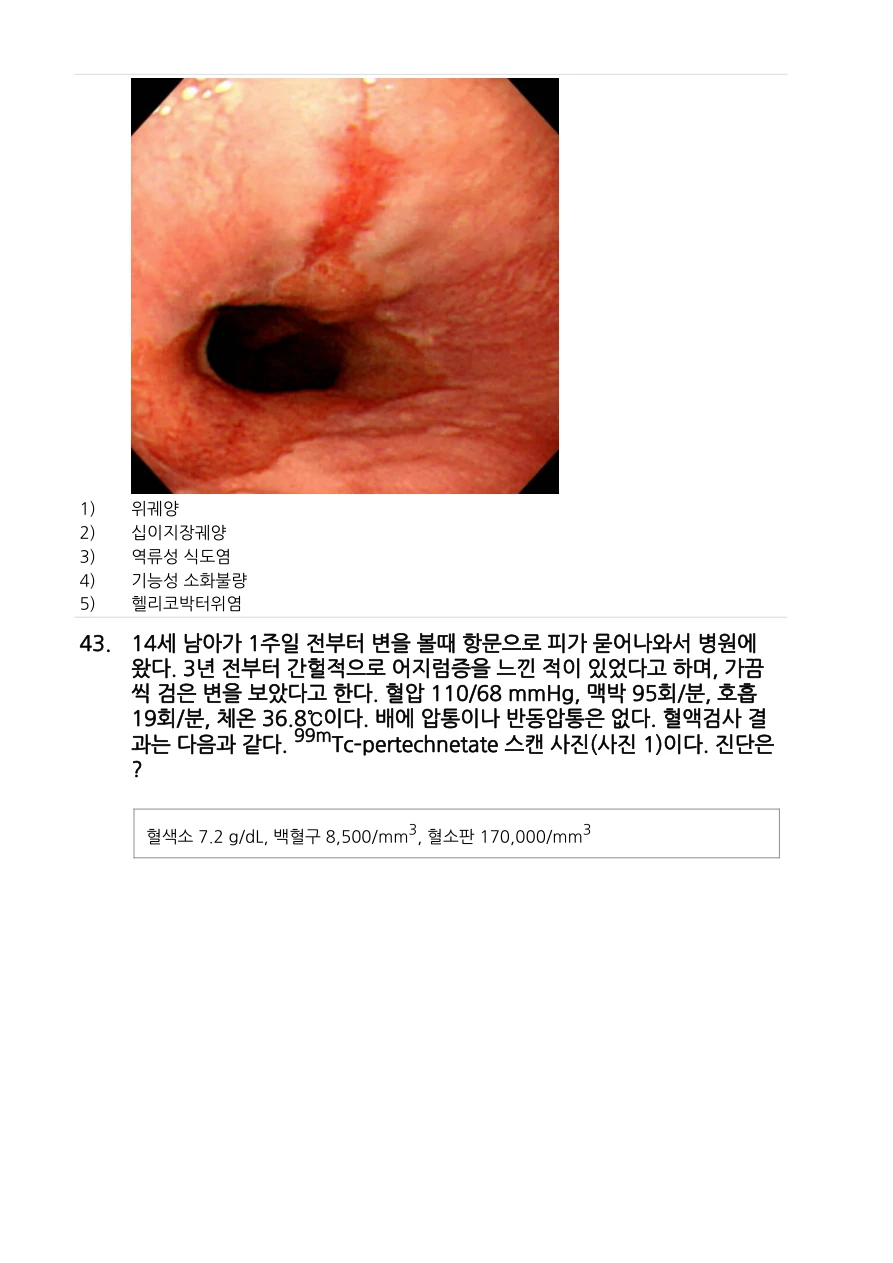 1) 위궤양
2) 십이지장궤양
3) 역류성 식도염
4) 기능성 소화불량
5) 헬리코박터위염
43. 14세 남아가 1주일 전부터 변을 볼때 항문으로 피가 묻어나와서 병원에
왔다. 3년 전부터 간헐적으로 어지럼증을 느낀 적이 있었다고 하며, 가끔
씩 검은 변을 보았다고 한다. 혈압 110/68 mmHg, 맥박 95회/분, 호흡
19회/분, 체온 36.8℃이다. 배에 압통이나 반동압통은 없다. 혈액검사 결
과는 다음과 같다. 99mTc-pertechnetate 스캔 사진(사진 1)이다. 진단은
?
혈색소 7.2 g/dL, 백혈구 8,500/mm3, 혈소판 170,000/mm3